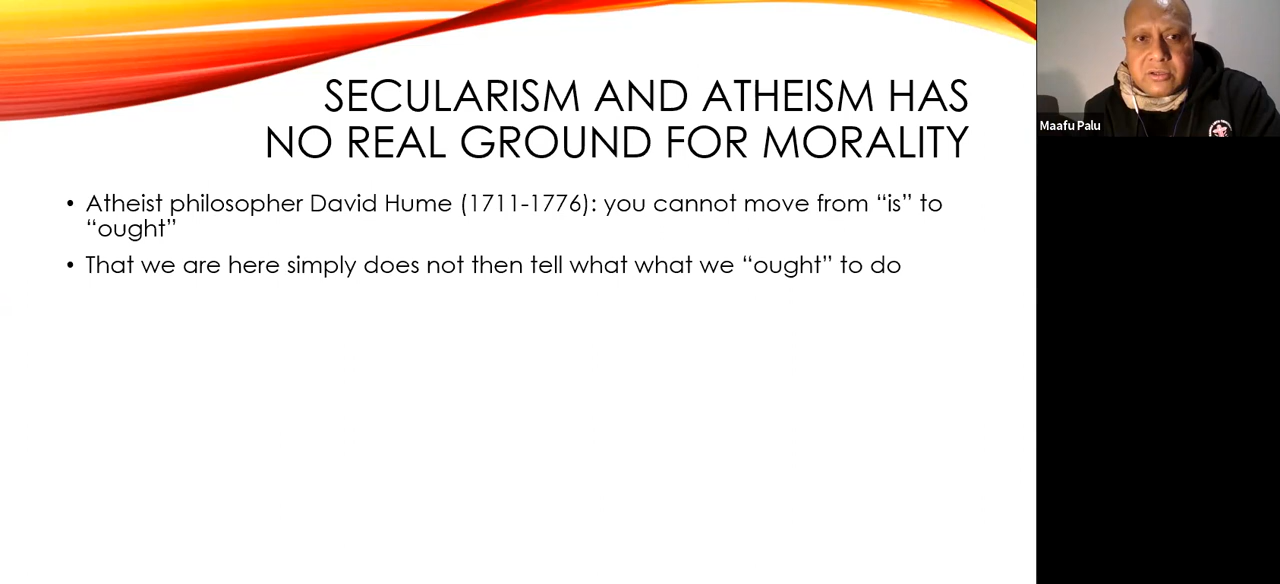 SECULARISM AND ATHEISM HAS
NO REAL GROUND FOR MORALITY
• Atheist philosopher David Hume (1711-1776): you cannot move from “is” to
“ought”
• That we are here simply does not then tell what what we “ought” to do
Maafu Palu